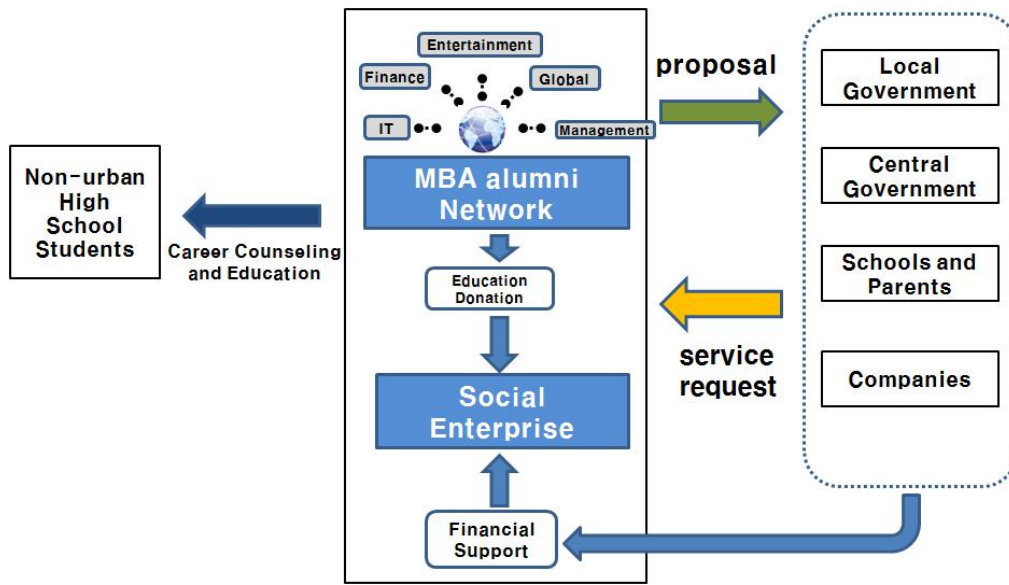 Non-urban
High
School
Students
Career Counseling
and Education
Entertainment
Finance
Global
IT
Management
MBA alumni
Network
Education
Donation
Social
Enterprise
Financial
Support
proposal
service
request
Local
Government
Central
Government
Schools and
Parents
Companies